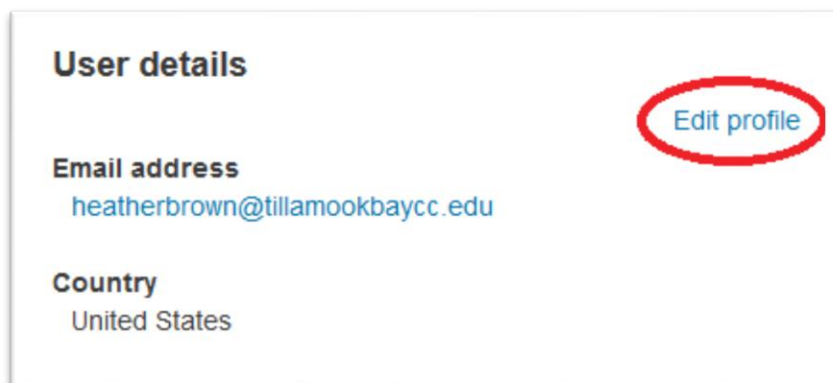 User details
Edit profile
Email address
heatherbrown@tillamookbaycc.edu
Country
United States